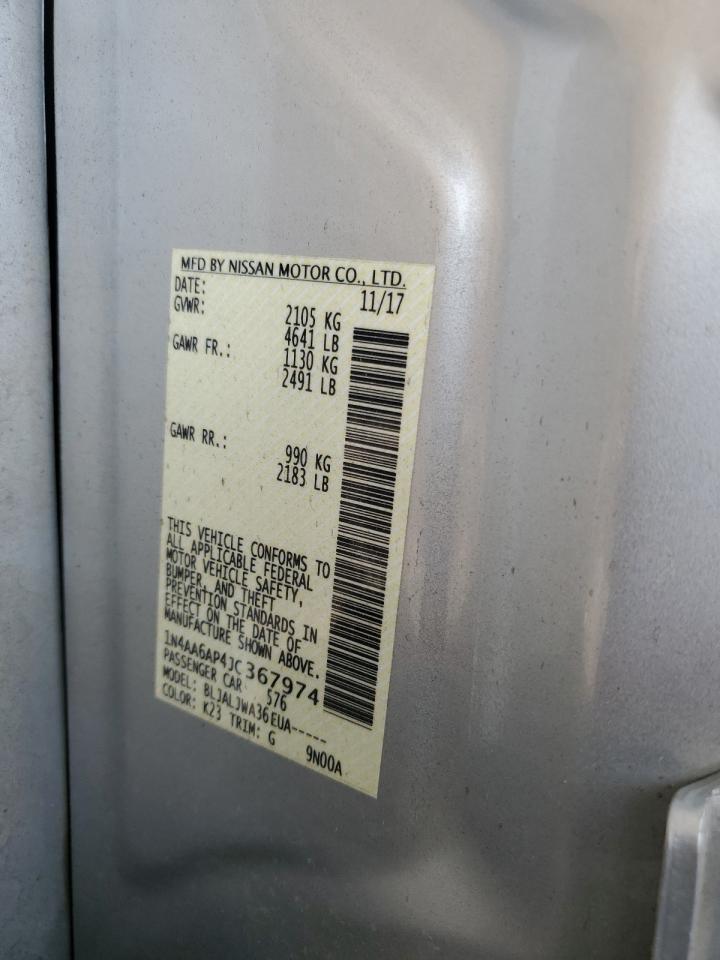 MFD BY NISSAN MOTOR CO., LTD.
DATE: 11/17
GVWR: 2105 KG
4641 LB
GAWR FR.: 1130 KG
2491 LB
GAWR RR.: 990 KG
2183 LB
THIS VEHICLE CONFORMS TO
ALL APPLICABLE FEDERAL
MOTOR VEHICLE SAFETY,
BUMPER, AND THEFT
PREVENTION STANDARDS IN
EFFECT ON THE DATE OF
MANUFACTURE SHOWN ABOVE.
1N4AA6AP4JC367974
PASSENGER CAR 576
MODEL: BLJALJWA36EUA-----
COLOR: K23 TRIM: G 9N00A